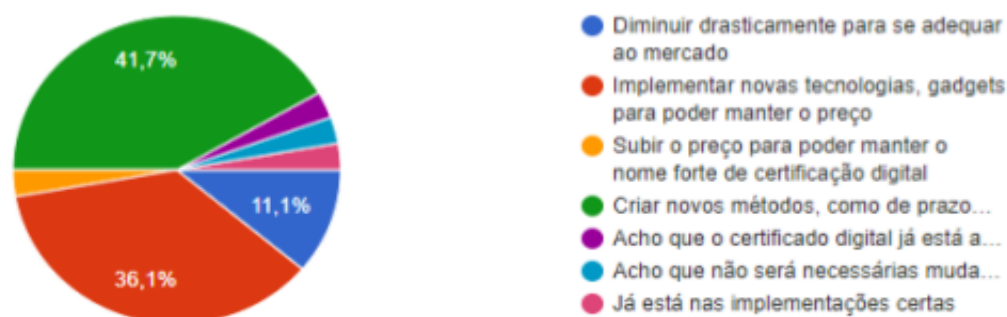 41,7%
11,1%
36,1%
Diminuir drasticamente para se adequar
ao mercado
Implementar novas tecnologias, gadgets
para poder manter o preço
Subir o preço para poder manter o
nome forte de certificação digital
Criar novos métodos, como de prazo...
Acho que o certificado digital já está a...
Acho que não será necessárias muda...
Já está nas implementações certas